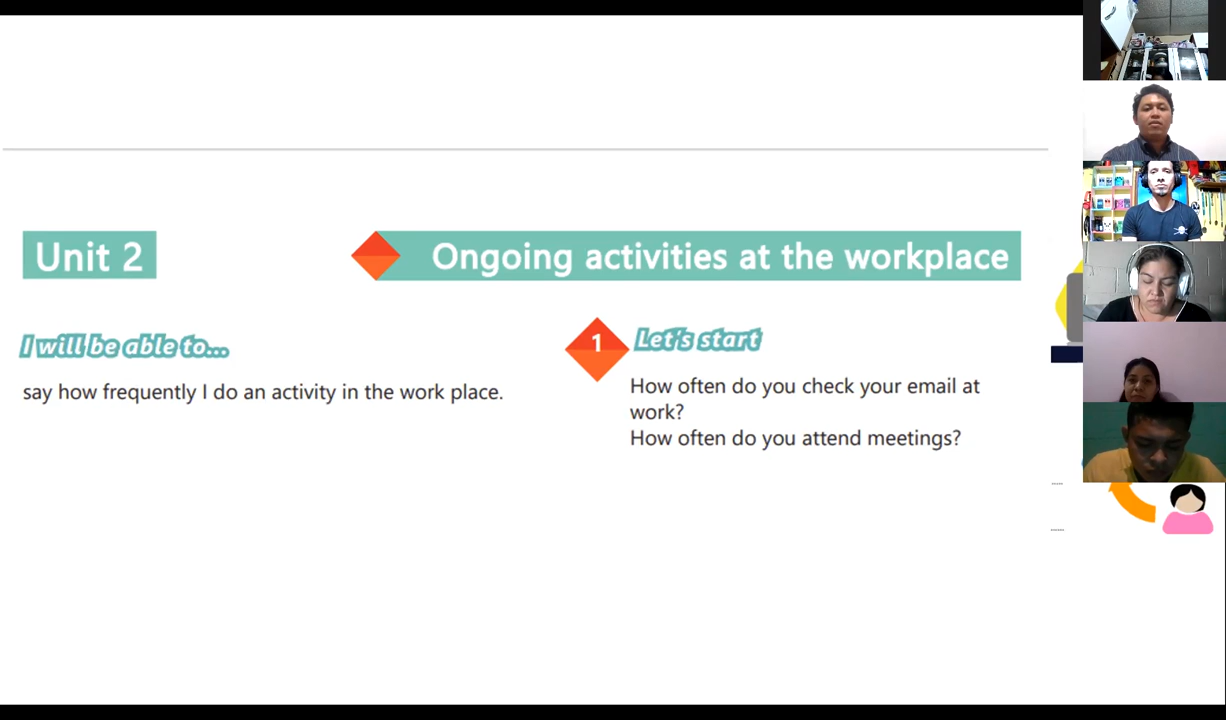 Unit 2
Ongoing activities at the workplace
I will be able to...
say how frequently I do an activity in the work place.
1
Let's start
How often do you check your email at
work?
How often do you attend meetings?